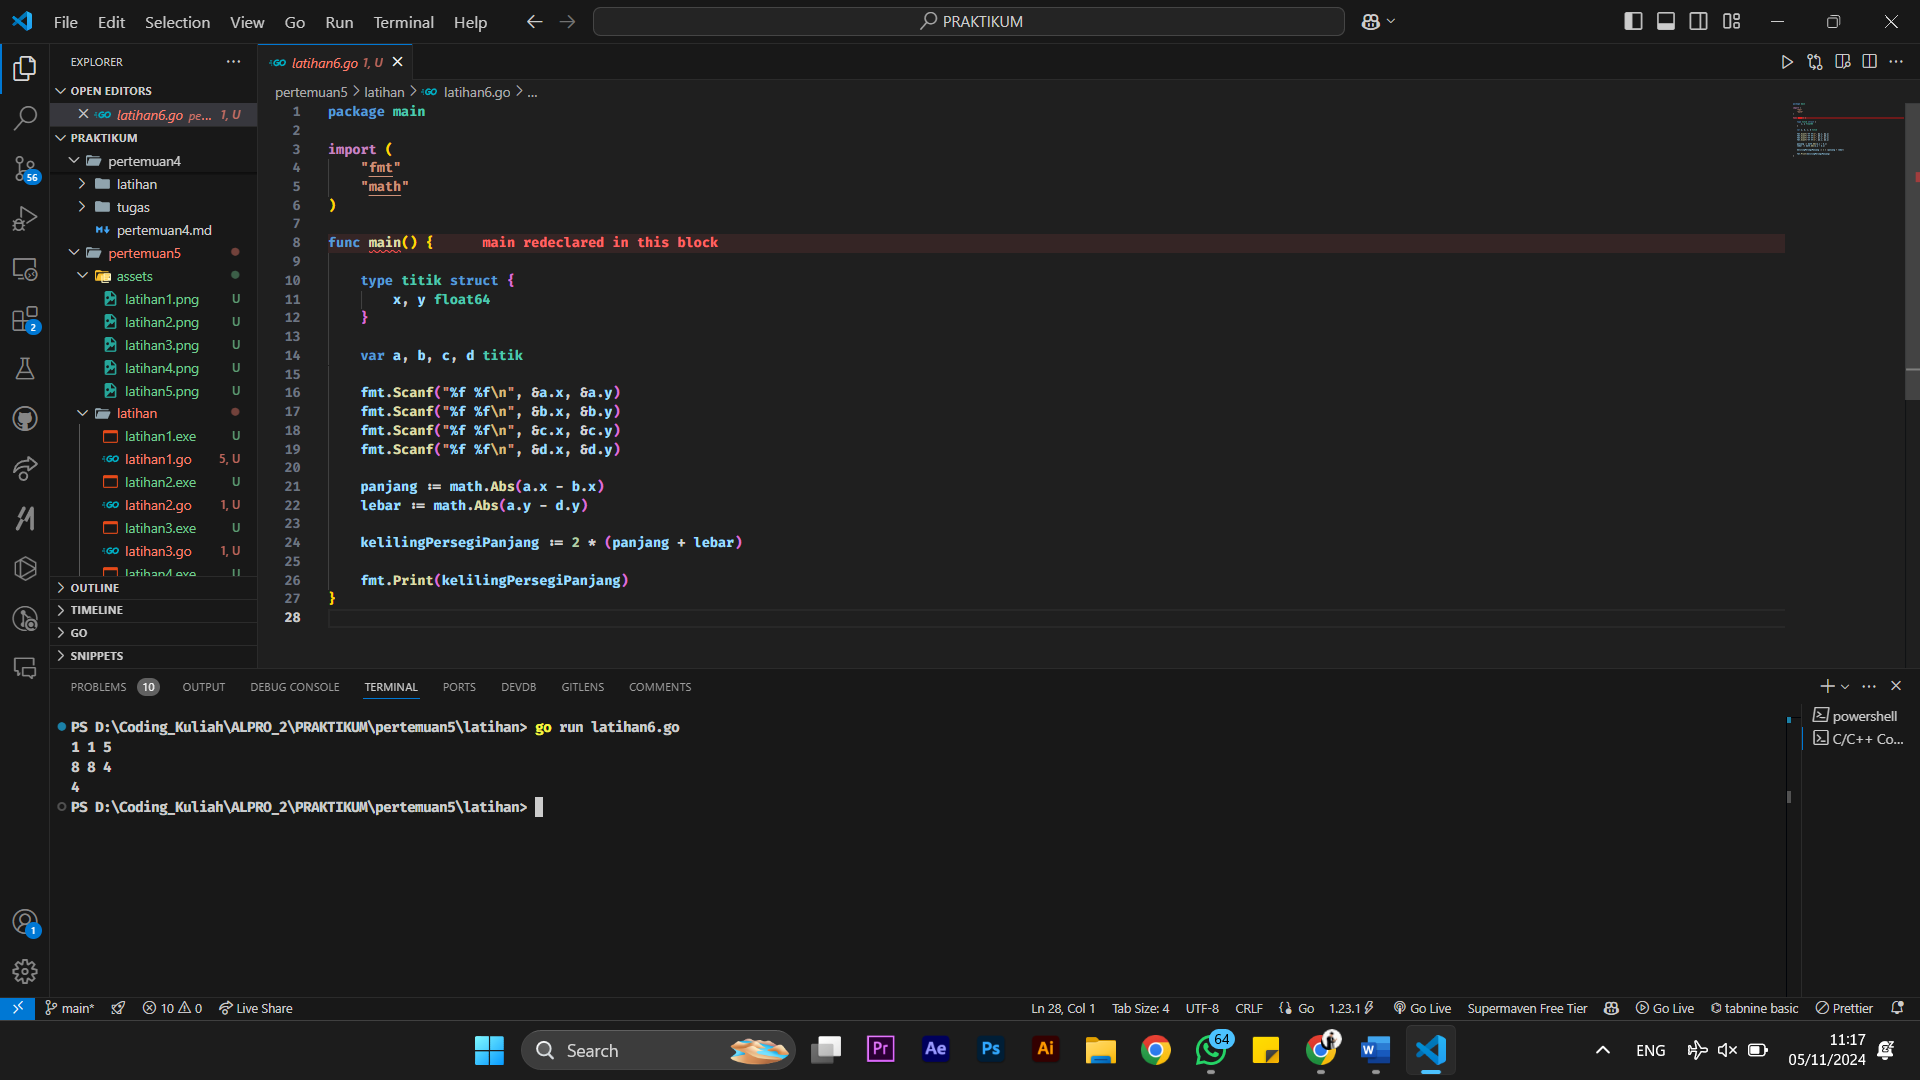 File Edit Selection View Go Run Terminal Help
PRAKTIKUM
EXPLORER
OPEN EDITORS
latihan6.go pe... 1, U
PRAKTIKUM
pertemuan4
latihan
tugas
pertemuan4.md
pertemuan5
assets
latihan1.png U
latihan2.png U
latihan3.png U
latihan4.png U
latihan5.png U
latihan
latihan1.exe U
latihan1.go 5, U
latihan2.exe U
latihan2.go 1, U
latihan3.exe U
latihan3.go 1, U
latihan4.exe U
OUTLINE
TIMELINE
GO
SNIPPETS
56
2
1
latihan6.go 1, U
pertemuan5 > latihan > latihan6.go > ...
1 package main
2
3 import (
4 "fmt"
5 "math"
6 )
7
8 func main() { main redeclared in this block
9
10 type titik struct {
11 x, y float64
12 }
13
14 var a, b, c, d titik
15
16 fmt.Scanf("%f %f\n", &a.x, &a.y)
17 fmt.Scanf("%f %f\n", &b.x, &b.y)
18 fmt.Scanf("%f %f\n", &c.x, &c.y)
19 fmt.Scanf("%f %f\n", &d.x, &d.y)
20
21 panjang := math.Abs(a.x - b.x)
22 lebar := math.Abs(a.y - d.y)
23
24 kelilingPersegiPanjang := 2 * (panjang + lebar)
25
26 fmt.Print(kelilingPersegiPanjang)
27 }
28
PROBLEMS 10 OUTPUT DEBUG CONSOLE TERMINAL PORTS DEVDB GITLENS COMMENTS
PS D:\Coding_Kuliah\ALPRO_2\PRAKTIKUM\pertemuan5\latihan> go run latihan6.go
1 1 5
8 8 4
4
PS D:\Coding_Kuliah\ALPRO_2\PRAKTIKUM\pertemuan5\latihan>
powershell
C/C++ Co...
main* 10 0 Live Share
Ln 28, Col 1 Tab Size: 4 UTF-8 CRLF Go 1.23.1 Go Live Supermaven Free Tier Go Live tabnine basic Prettier
Search
Pr Ae Ps Ai
64
ENG
11:17
05/11/2024